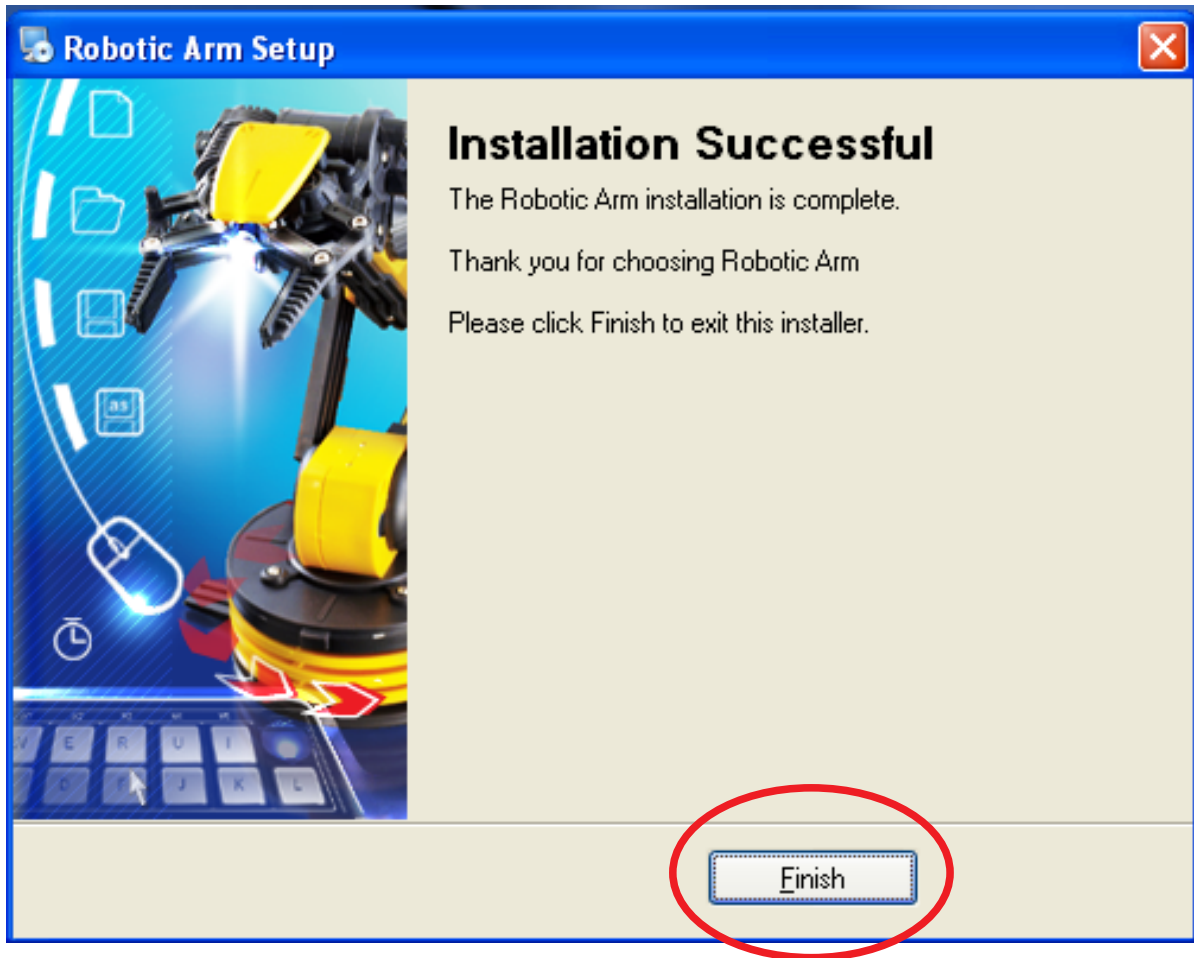 Robotic Arm Setup
Installation Successful
The Robotic Arm installation is complete.
Thank you for choosing Robotic Arm
Please click Finish to exit this installer.
as
E R U I
D F J K L
Finish